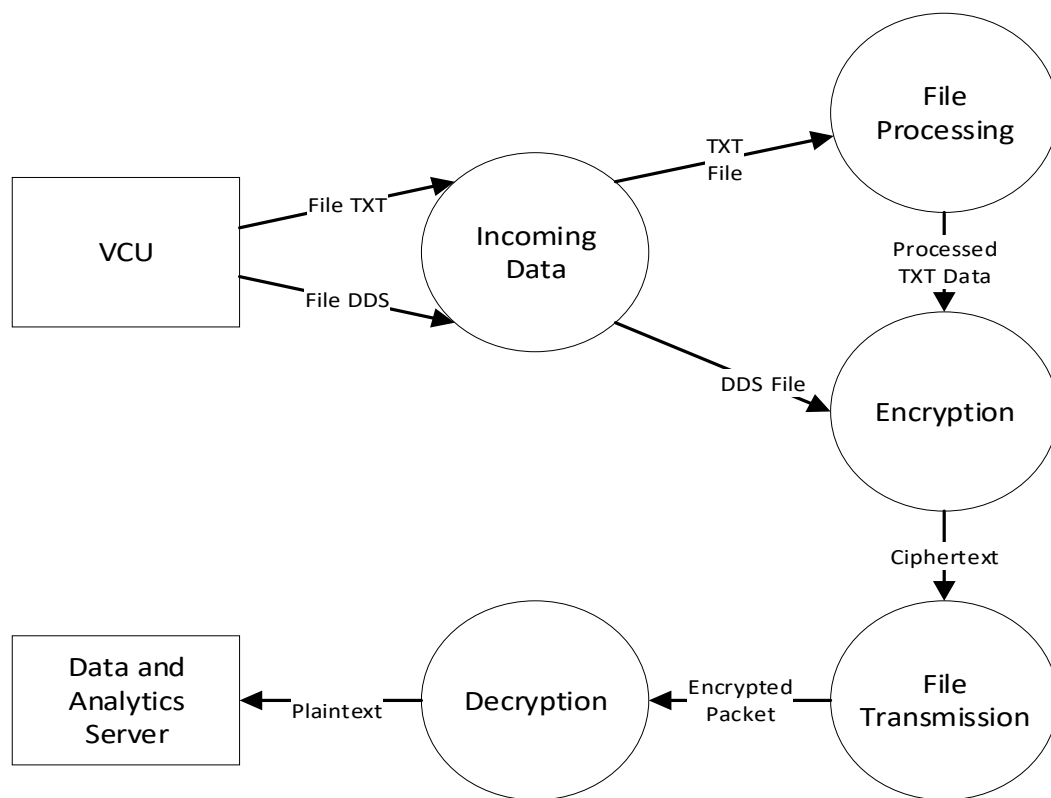 File
Processing
TXT
File
File TXT
VCU
Incoming
Data
Processed
TXT Data
File DDS
DDS File
Encryption
Ciphertext
Data and
Analytics
Server
Plaintext
Decryption
Encrypted
Packet
File
Transmission